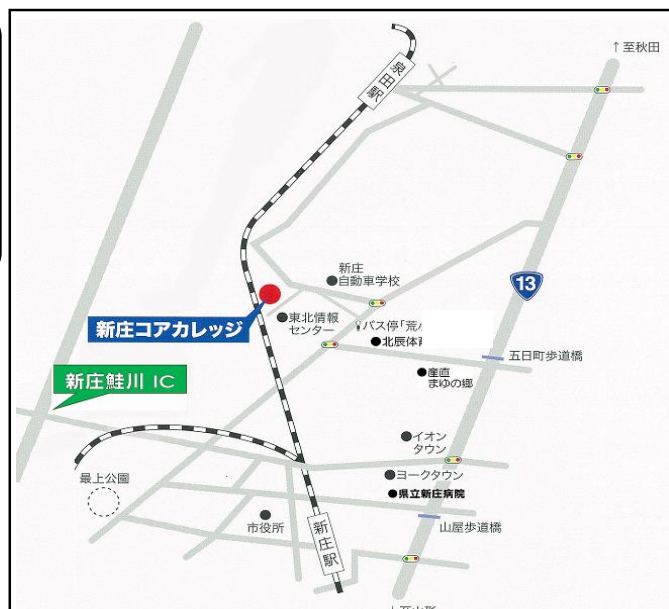 ↑至秋田
泉田駅
13
新庄
自動車学校
新庄コアカレッジ
東北情報
センター
バス停「荒
北辰体
五日町歩道橋
産直
まゆの郷
新庄鮭川 IC
イオン
タウン
ヨークタウン
最上公園
県立新庄病院
市役所
新庄駅
山屋歩道橋